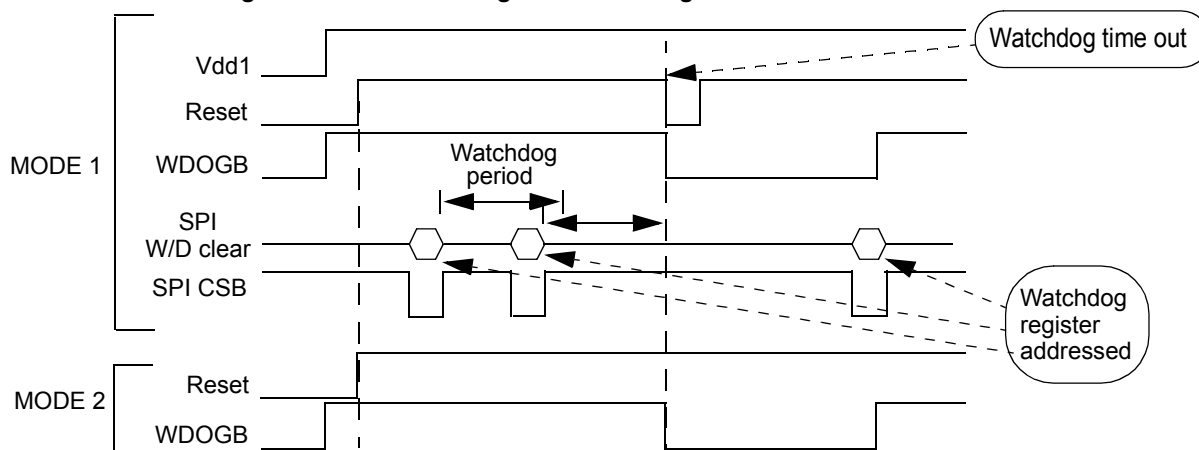 Watchdog time out
Vdd1
Reset
MODE 1
WDOGB
Watchdog
period
SPI
W/D clear
SPI CSB
Watchdog
register
addressed
Reset
MODE 2
WDOGB